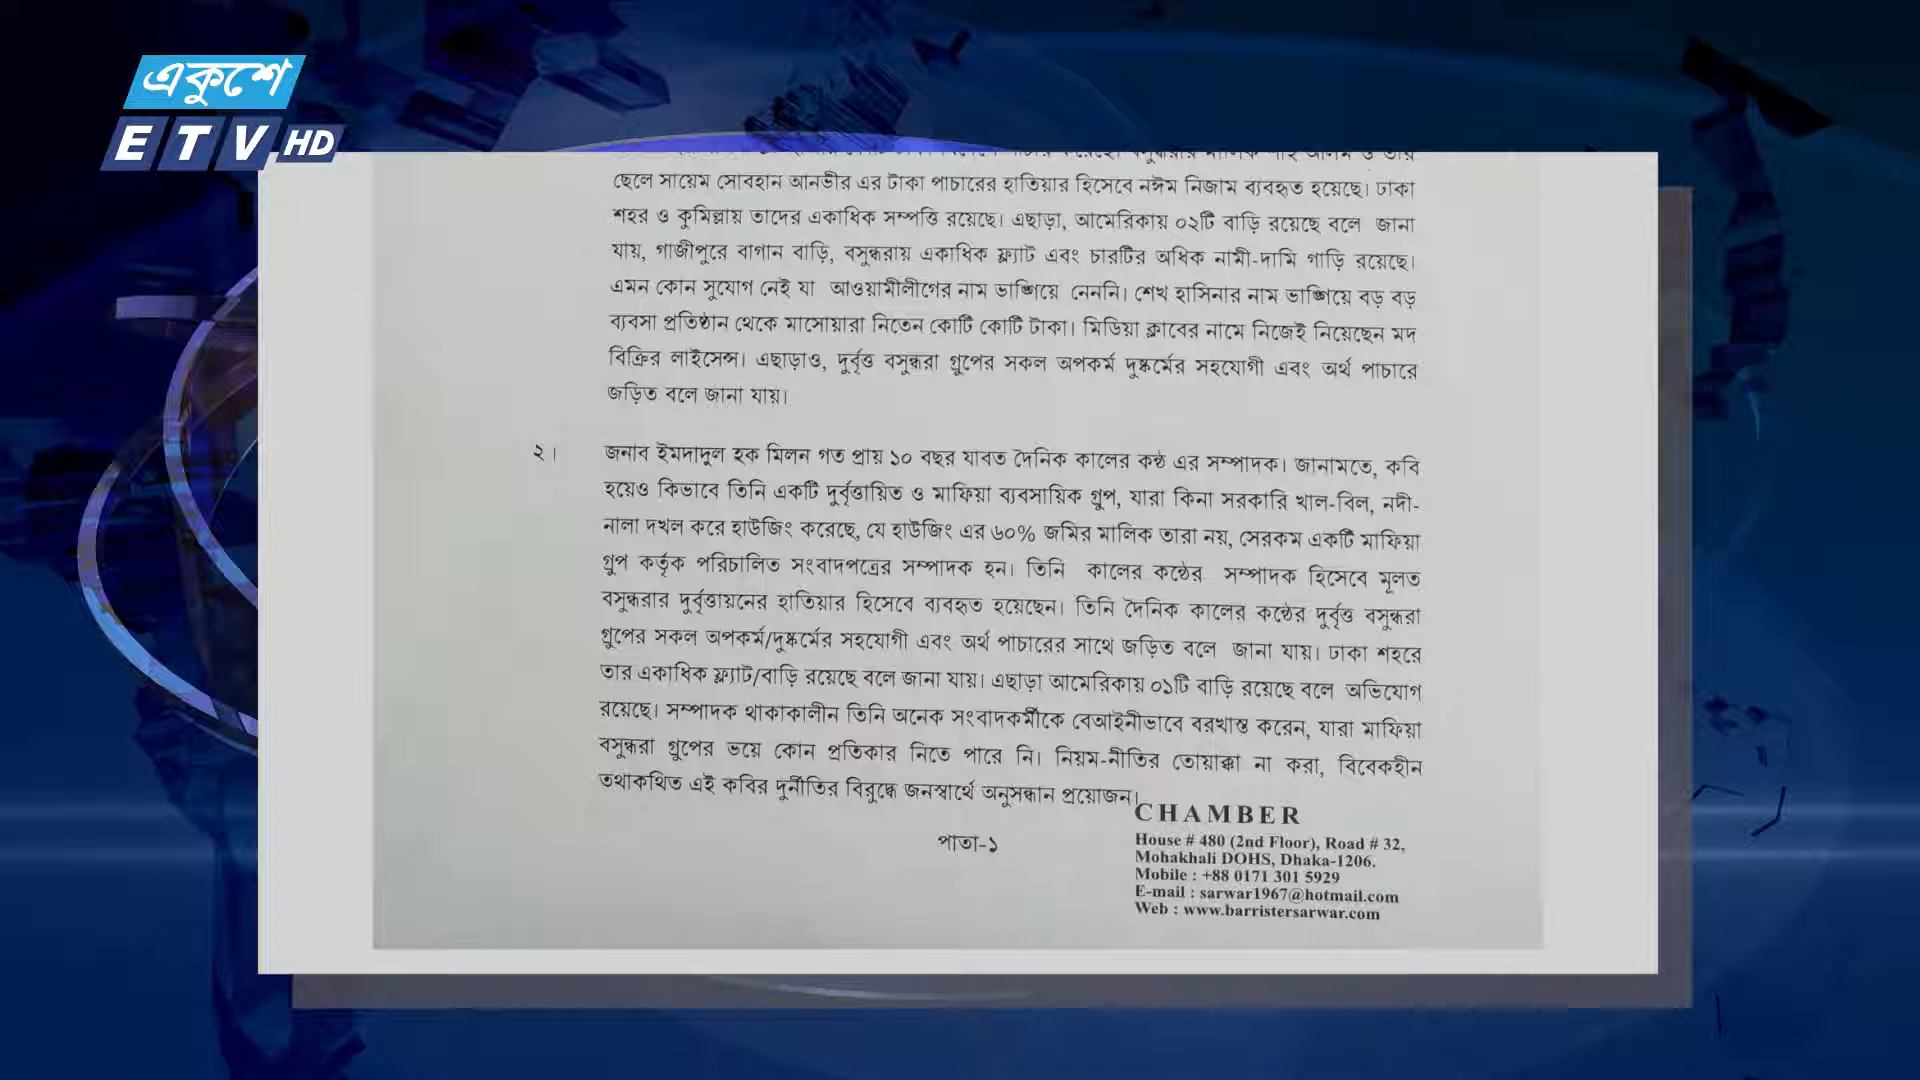 একুশে
ETV HD
ছেলে সায়েম সোবহান আনভীর এর টাকা পাচারের হাতিয়ার হিসেবে নঈম নিজাম ব্যবহৃত হয়েছে। ঢাকা
শহর ও কুমিল্লায় তাদের একাধিক সম্পত্তি রয়েছে। এছাড়া, আমেরিকায় ০২টি বাড়ি রয়েছে বলে জানা
যায়, গাজীপুরে বাগান বাড়ি, বসুন্ধরায় একাধিক ফ্ল্যাট এবং চারটির অধিক নামী-দামি গাড়ি রয়েছে।
এমন কোন সুযোগ নেই যা আওয়ামীলীগের নাম ভাঙ্গিয়ে নেননি। শেখ হাসিনার নাম ভাঙ্গিয়ে বড় বড়
ব্যবসা প্রতিষ্ঠান থেকে মাসোয়ারা নিতেন কোটি কোটি টাকা। মিডিয়া ক্লাবের নামে নিজেই নিয়েছেন মদ
বিক্রির লাইসেন্স। এছাড়াও, দুর্বৃত্ত বসুন্ধরা গ্রুপের সকল অপকর্ম দুষ্কর্মের সহযোগী এবং অর্থ পাচারে
জড়িত বলে জানা যায়।
২। জনাব ইমদাদুল হক মিলন গত প্রায় ১০ বছর যাবত দৈনিক কালের কন্ঠ এর সম্পাদক। জানামতে, কবি
হয়েও কিভাবে তিনি একটি দুর্বৃত্তায়িত ও মাফিয়া ব্যবসায়িক গ্রুপ, যারা কিনা সরকারি খাল-বিল, নদী-
নালা দখল করে হাউজিং করেছে, যে হাউজিং এর ৬০% জমির মালিক তারা নয়, সেরকম একটি মাফিয়া
গ্রুপ কর্তৃক পরিচালিত সংবাদপত্রের সম্পাদক হন। তিনি কালের কন্ঠের সম্পাদক হিসেবে মূলত
বসুন্ধরার দুর্বৃত্তায়নের হাতিয়ার হিসেবে ব্যবহৃত হয়েছেন। তিনি দৈনিক কালের কন্ঠের দুর্বৃত্ত বসুন্ধরা
গ্রুপের সকল অপকর্ম/দুষ্কর্মের সহযোগী এবং অর্থ পাচারের সাথে জড়িত বলে জানা যায়। ঢাকা শহরে
তার একাধিক ফ্ল্যাট/বাড়ি রয়েছে বলে জানা যায়। এছাড়া আমেরিকায় ০১টি বাড়ি রয়েছে বলে অভিযোগ
রয়েছে। সম্পাদক থাকাকালীন তিনি অনেক সংবাদকর্মীকে বেআইনীভাবে বরখাস্ত করেন, যারা মাফিয়া
বসুন্ধরা গ্রুপের ভয়ে কোন প্রতিকার নিতে পারে নি। নিয়ম-নীতির তোয়াক্কা না করা, বিবেকহীন
তথাকথিত এই কবির দুর্নীতির বিরুদ্ধে জনস্বার্থে অনুসন্ধান প্রয়োজন।
পাতা-১
CHAMBER
House # 480 (2nd Floor), Road # 32,
Mohakhali DOHS, Dhaka-1206.
Mobile : +88 0171 301 5929
E-mail : sarwar1967@hotmail.com
Web : www.barristersarwar.com